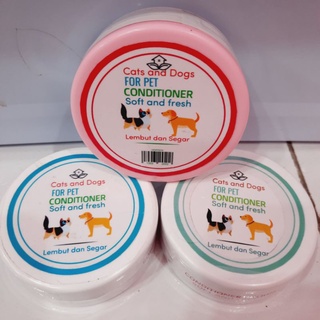 Cats and Dogs
FOR PET
CONDITIONER
Soft and fresh
Lembut dan Segar
Cats and Dogs
FOR PET
CONDITIONER
Soft and fresh
Lembut dan Segar
Cats and Dogs
FOR PET
CONDITIONER
Soft and fresh
Lembut dan Segar